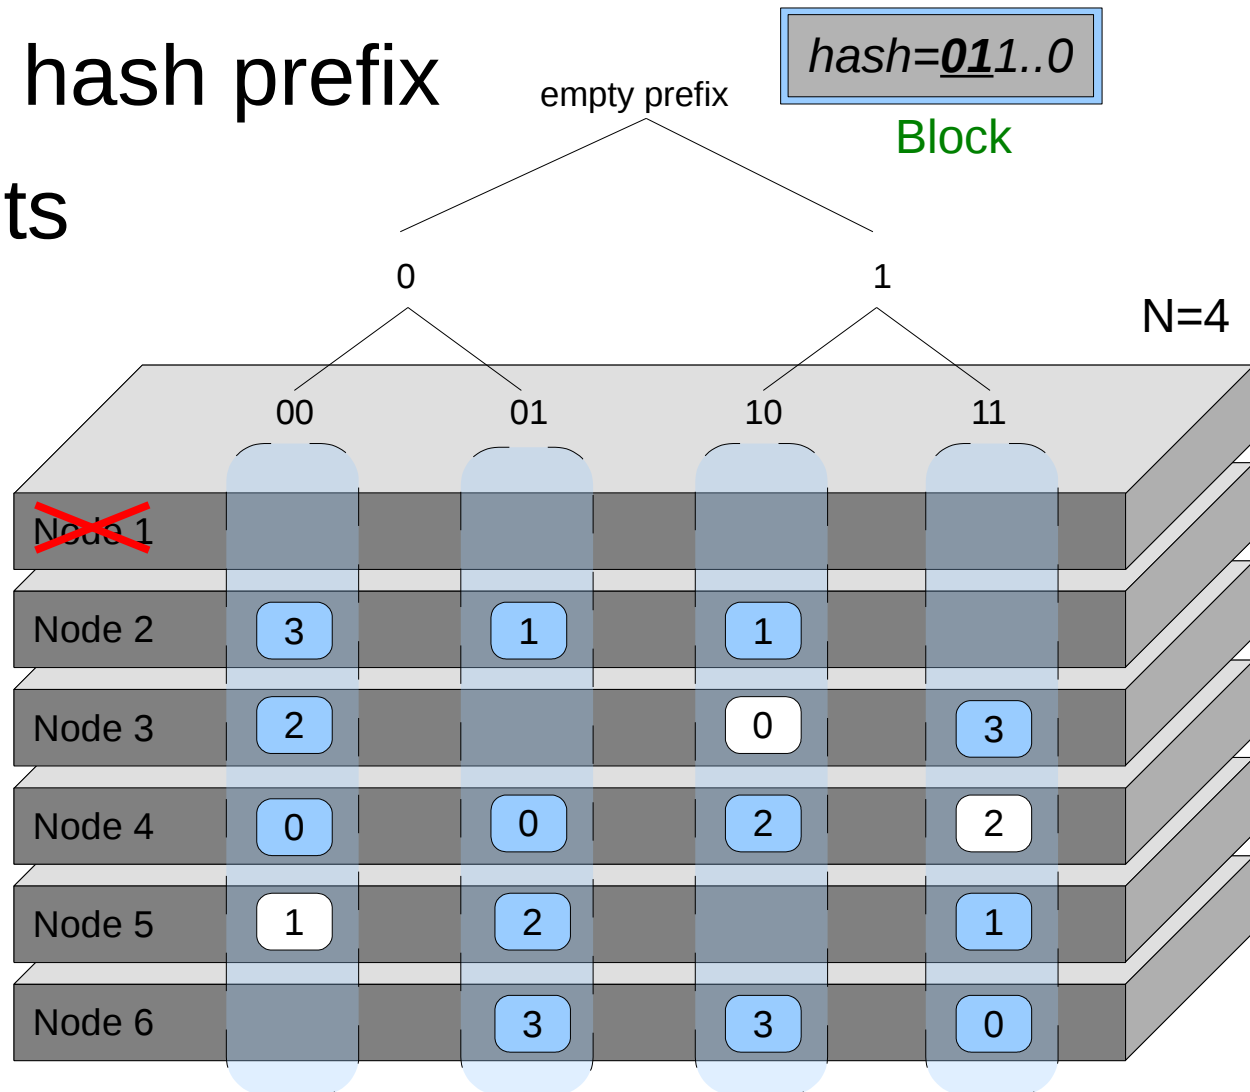 hash prefix
ts
empty prefix
hash=011..0
Block
0 1
N=4
00 01 10 11
Node 1
Node 2 3 1 1
Node 3 2 0 3
Node 4 0 0 2 2
Node 5 1 2 1
Node 6 3 3 0